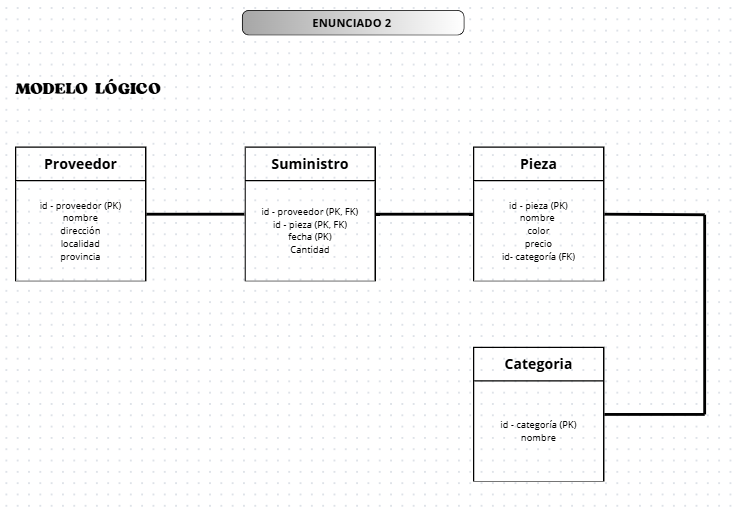 ENUNCIADO 2
MODELO LÓGICO
Proveedor
id - proveedor (PK)
nombre
dirección
localidad
provincia
Suministro
id - proveedor (PK, FK)
id - pieza (PK, FK)
fecha (PK)
Cantidad
Pieza
id - pieza (PK)
nombre
color
precio
id- categoría (FK)
Categoria
id - categoría (PK)
nombre